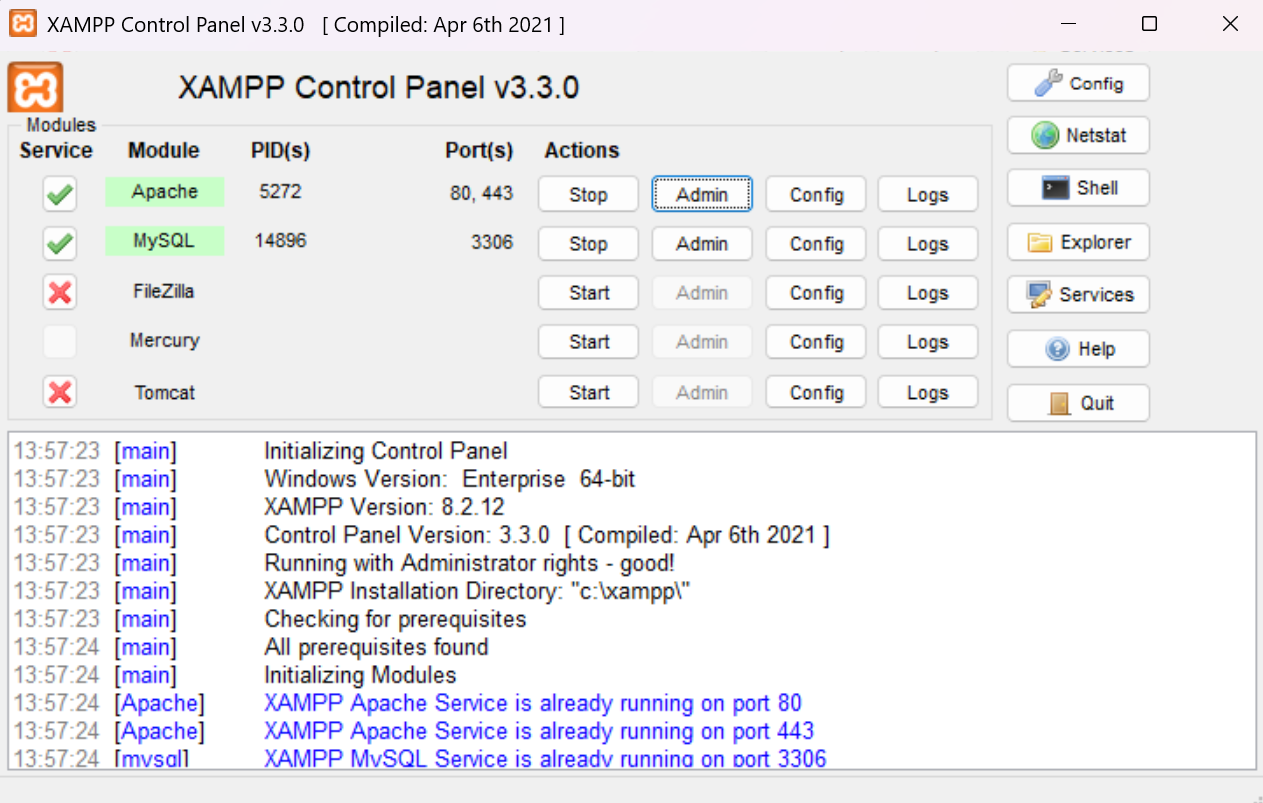 XAMPP Control Panel v3.3.0 [ Compiled: Apr 6th 2021 ]
XAMPP Control Panel v3.3.0
Config
Modules
Service Module PID(s) Port(s) Actions
Netstat
Apache 5272 80, 443 Stop Admin Config Logs
Shell
MySQL 14896 3306 Stop Admin Config Logs
Explorer
FileZilla Start Admin Config Logs
Services
Mercury Start Admin Config Logs
Help
Tomcat Start Admin Config Logs
Quit
13:57:23 [main] Initializing Control Panel
13:57:23 [main] Windows Version: Enterprise 64-bit
13:57:23 [main] XAMPP Version: 8.2.12
13:57:23 [main] Control Panel Version: 3.3.0 [ Compiled: Apr 6th 2021 ]
13:57:23 [main] Running with Administrator rights - good!
13:57:23 [main] XAMPP Installation Directory: "c:\xampp\"
13:57:23 [main] Checking for prerequisites
13:57:24 [main] All prerequisites found
13:57:24 [main] Initializing Modules
13:57:24 [Apache] XAMPP Apache Service is already running on port 80
13:57:24 [Apache] XAMPP Apache Service is already running on port 443
13:57:24 [mysql] XAMPP MySQL Service is already running on port 3306